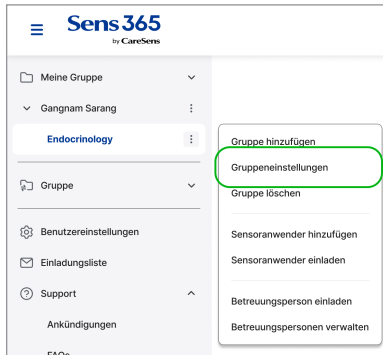 Sens365
by CareSens
Meine Gruppe
Gangnam Sarang
Endocrinology
Gruppe
Benutzereinstellungen
Einladungsliste
Support
Ankündigungen
FAQs
Gruppe hinzufügen
Gruppeneinstellungen
Gruppe löschen
Sensoranwender hinzufügen
Sensoranwender einladen
Betreuungsperson einladen
Betreuungspersonen verwalten